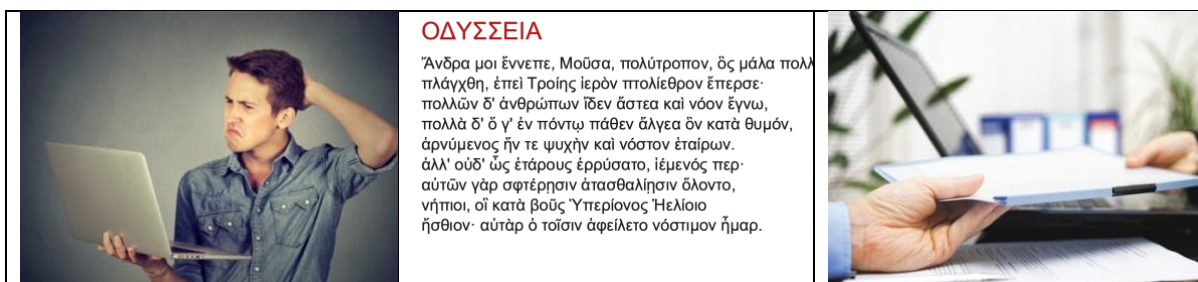 ΟΔΥΣΣΕΙΑ
Ἄνδρα μοι ἔννεπε, Μοῦσα, πολύτροπον, ὃς μάλα πολλ
πλάγχθη, ἐπεὶ Τροίης ἱερὸν πτολίεθρον ἔπερσε·
πολλῶν δ' ἀνθρώπων ἴδεν ἄστεα καὶ νόον ἔγνω,
πολλὰ δ' ὅ γ' ἐν πόντῳ πάθεν ἄλγεα ὃν κατὰ θυμόν,
ἀρνύμενος ἥν τε ψυχὴν καὶ νόστον ἑταίρων.
ἀλλ' οὐδ' ὧς ἑτάρους ἐρρύσατο, ἱέμενός περ·
αὐτῶν γὰρ σφτέρῃσιν ἀτασθαλίῃσιν ὄλοντο,
νήπιοι, οἳ κατὰ βοῦς Ὑπερίονος Ἠελίοιο
ἤσθιον· αὐτὰρ ὁ τοῖσιν ἀφείλετο νόστιμον ἦμαρ.